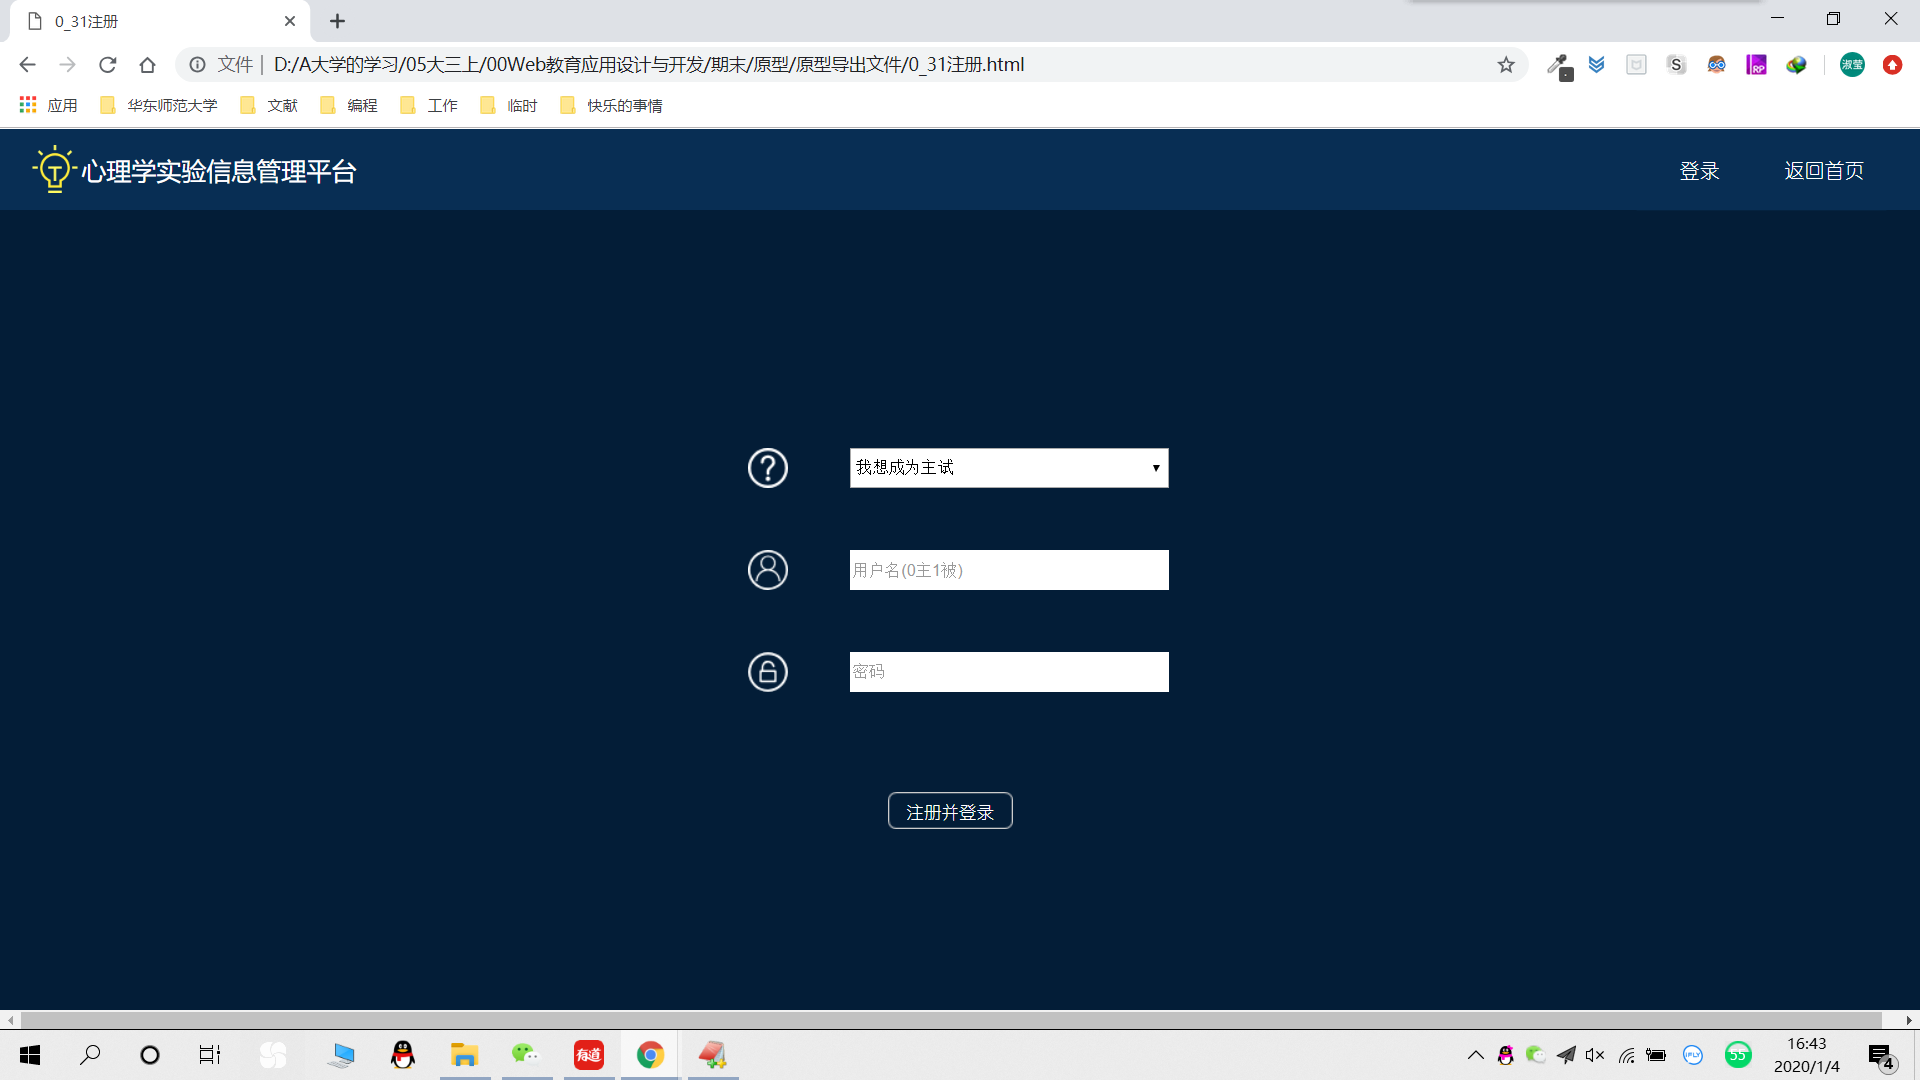 0_31注册
文件 | D:/A大学的学习/05大三上/00Web教育应用设计与开发/期末/原型/原型导出文件/0_31注册.html
S
RP
淑莹
应用 华东师范大学 文献 编程 工作 临时 快乐的事情
T 心理学实验信息管理平台 登录 返回首页
我想成为主试
用户名(0主1被)
密码
注册并登录
有道
iFLY
55
16:43
2020/1/4
4